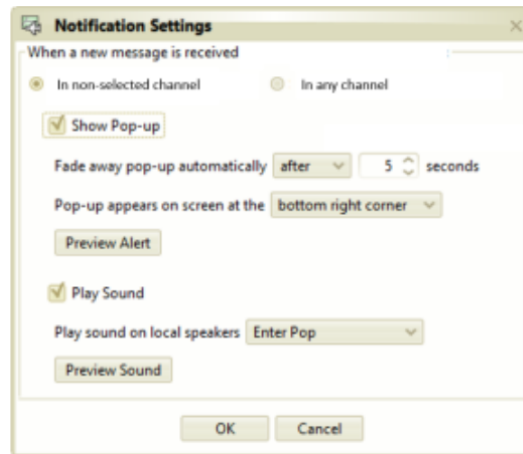 Notification Settings
When a new message is received
In non-selected channel In any channel
Show Pop-up
Fade away pop-up automatically after 5 seconds
Pop-up appears on screen at the bottom right corner
Preview Alert
Play Sound
Play sound on local speakers Enter Pop
Preview Sound
OK Cancel